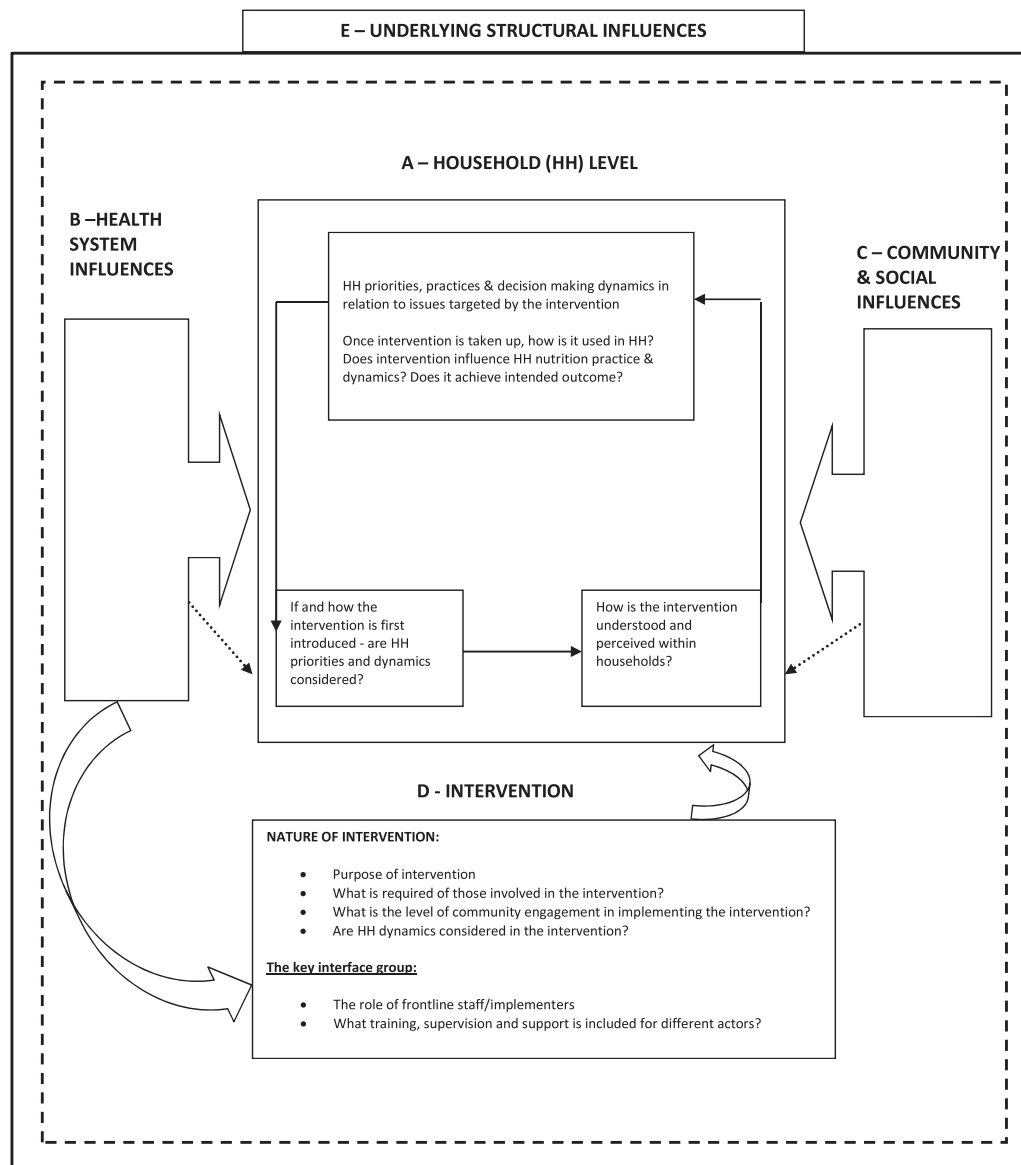 E – UNDERLYING STRUCTURAL INFLUENCES
A – HOUSEHOLD (HH) LEVEL
B –HEALTH
SYSTEM
INFLUENCES
C – COMMUNITY
& SOCIAL
INFLUENCES
HH priorities, practices & decision making dynamics in
relation to issues targeted by the intervention
Once intervention is taken up, how is it used in HH?
Does intervention influence HH nutrition practice &
dynamics? Does it achieve intended outcome?
If and how the
intervention is first
introduced - are HH
priorities and dynamics
considered?
How is the intervention
understood and
perceived within
households?
D - INTERVENTION
NATURE OF INTERVENTION:
• Purpose of intervention
• What is required of those involved in the intervention?
• What is the level of community engagement in implementing the intervention?
• Are HH dynamics considered in the intervention?
The key interface group:
• The role of frontline staff/implementers
• What training, supervision and support is included for different actors?